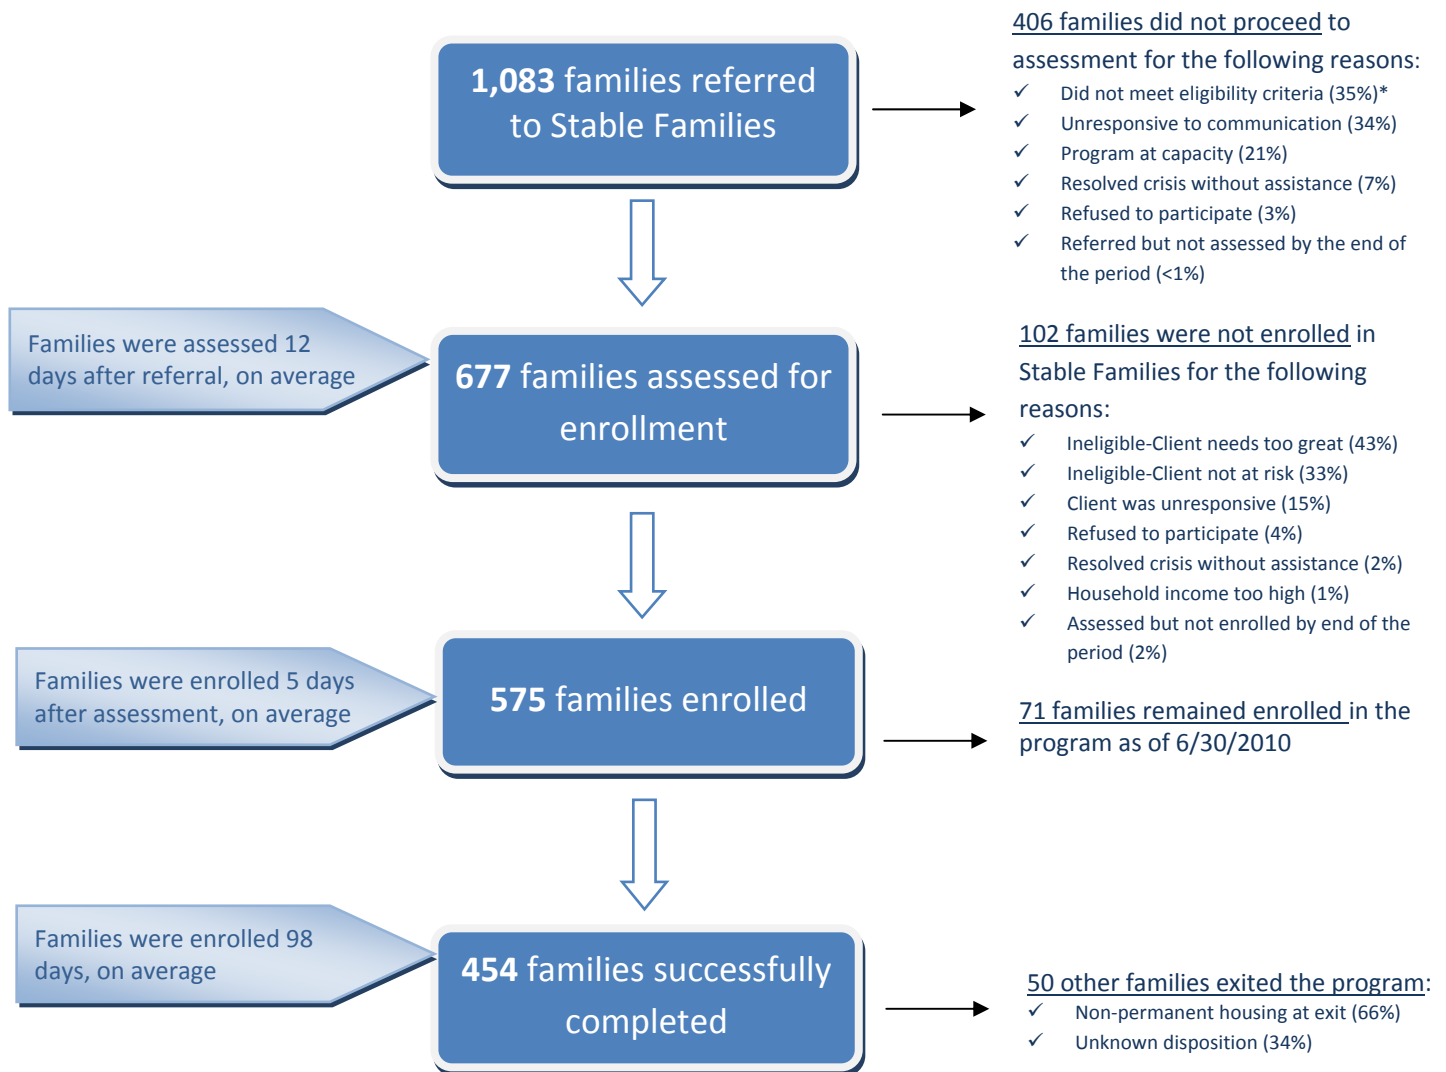 1,083 families referred
to Stable Families
406 families did not proceed to
assessment for the following reasons:
✓ Did not meet eligibility criteria (35%)*
✓ Unresponsive to communication (34%)
✓ Program at capacity (21%)
✓ Resolved crisis without assistance (7%)
✓ Refused to participate (3%)
✓ Referred but not assessed by the end of
the period (<1%)
Families were assessed 12
days after referral, on average
677 families assessed for
enrollment
102 families were not enrolled in
Stable Families for the following
reasons:
✓ Ineligible-Client needs too great (43%)
✓ Ineligible-Client not at risk (33%)
✓ Client was unresponsive (15%)
✓ Refused to participate (4%)
✓ Resolved crisis without assistance (2%)
✓ Household income too high (1%)
✓ Assessed but not enrolled by end of the
period (2%)
Families were enrolled 5 days
after assessment, on average
575 families enrolled
71 families remained enrolled in the
program as of 6/30/2010
Families were enrolled 98
days, on average
454 families successfully
completed
50 other families exited the program:
✓ Non-permanent housing at exit (66%)
✓ Unknown disposition (34%)